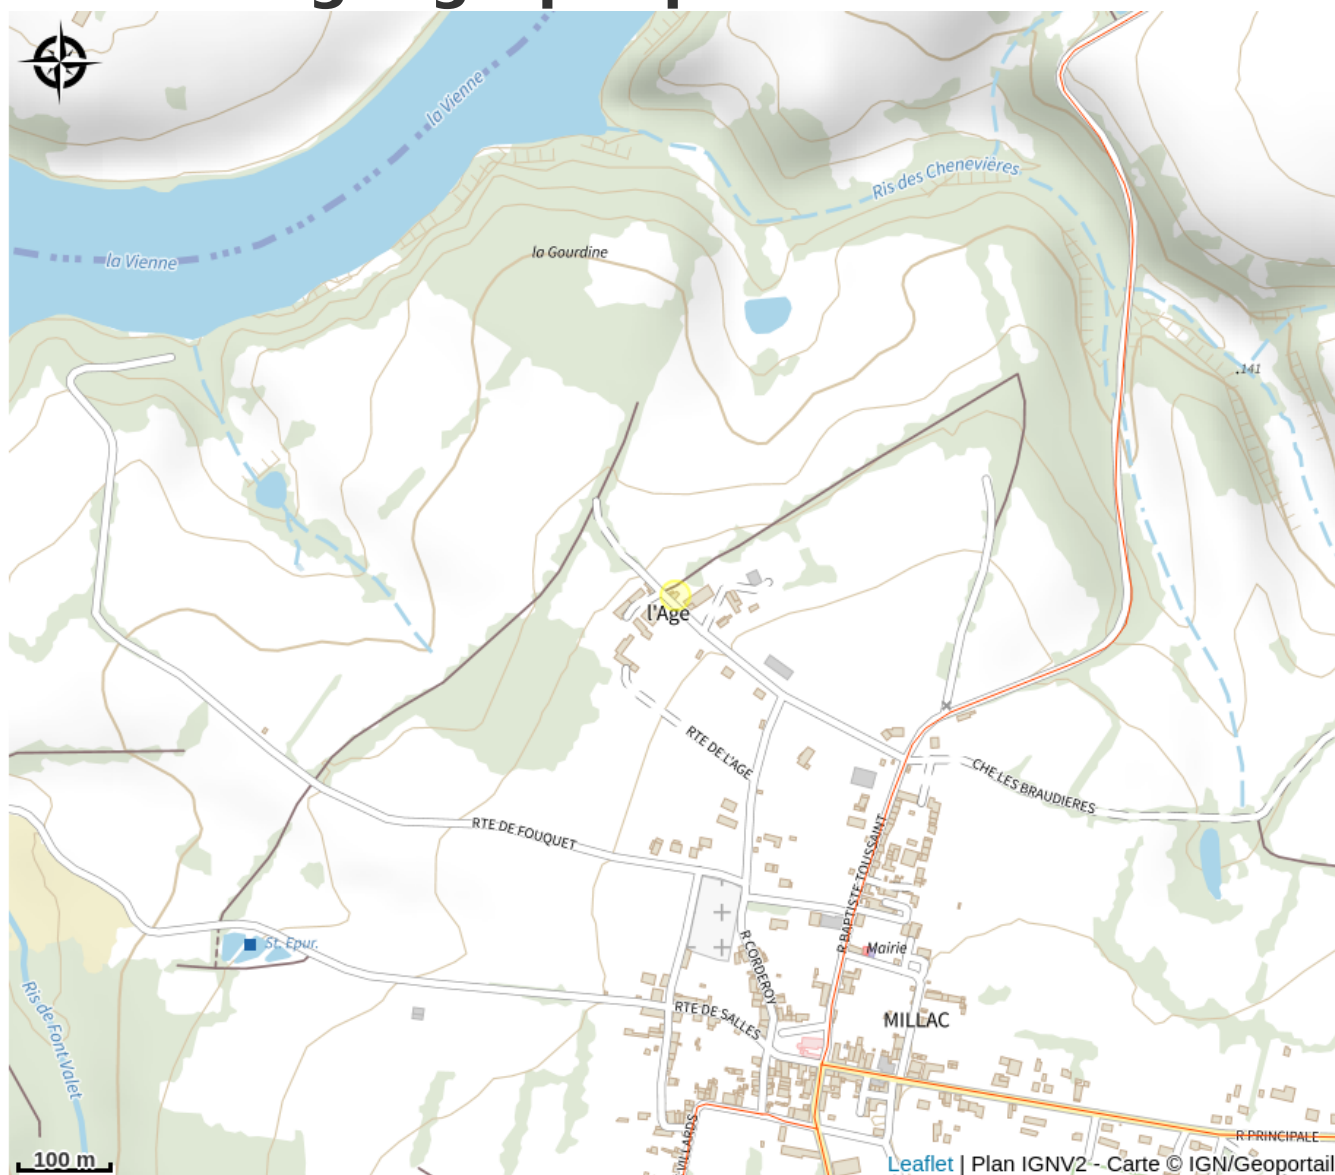 la Vienne
Ris des Chenevières
la Gourdine
la Vienne
141
l'Age
RTE DE L'AGE
CHE LES BRAUDIERES
RTE DE FOUQUET
R BAPTISTE TOUSSAINT
St. Epur.
Mairie
R CORDEROY
Ris de Font Valet
RTE DE SALLES
MILLAC
VILLARDS
R PRINCIPALE
100 m
Leaflet | Plan IGNV2 - Carte © IGN/Geoportail